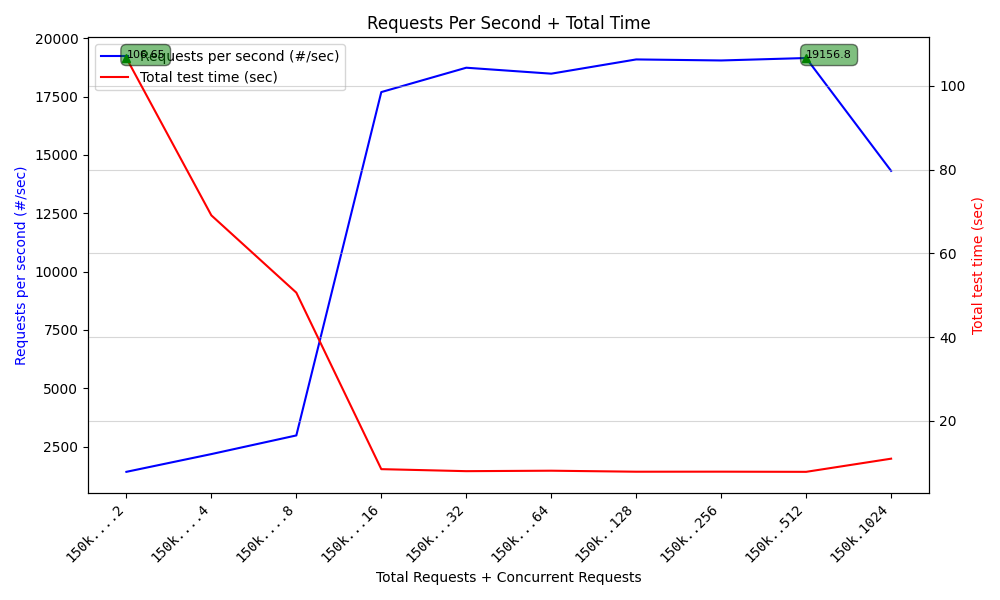 Requests Per Second + Total Time
106.65
Requests per second (#/sec)
Total test time (sec)
19156.8
20000
17500
15000
12500
10000
7500
5000
2500
Requests per second (#/sec)
100
80
60
40
20
Total test time (sec)
150k....2
150k....4
150k....8
150k...16
150k...32
150k...64
150k..128
150k..256
150k..512
150k.1024
Total Requests + Concurrent Requests